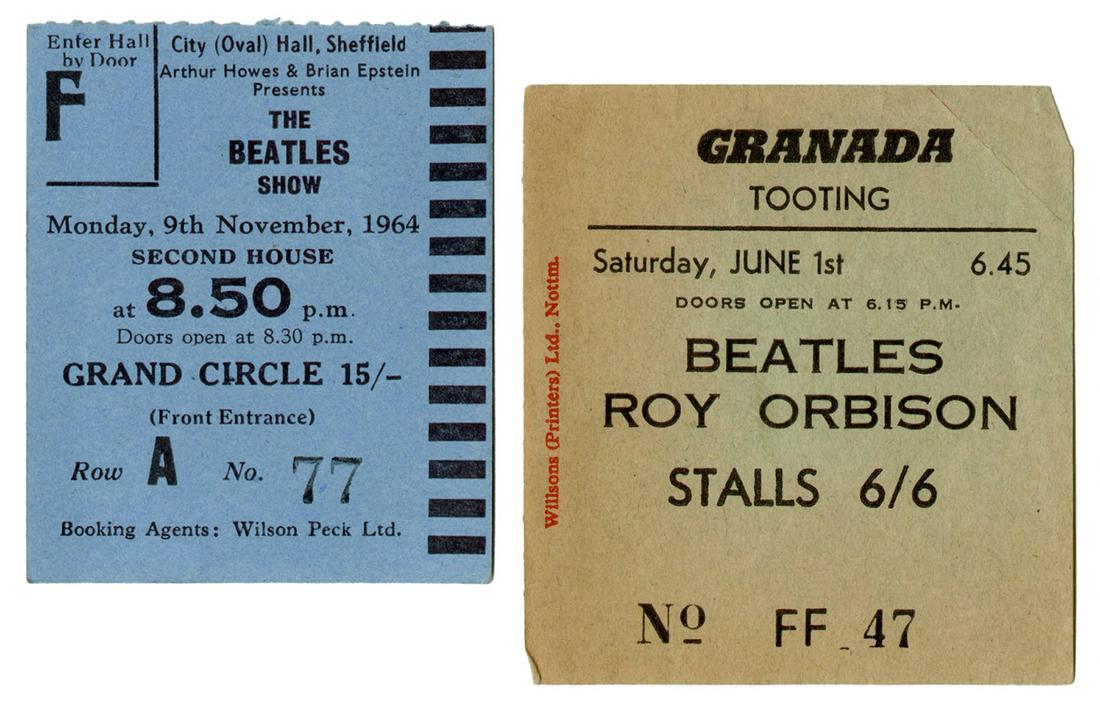 Enter Hall
by Door
F
City (Oval) Hall, Sheffield
Arthur Howes & Brian Epstein
Presents
THE
BEATLES
SHOW
Monday, 9th November, 1964
SECOND HOUSE
at 8.50 p.m.
Doors open at 8.30 p.m.
GRAND CIRCLE 15/-
(Front Entrance)
Row A No. 77
Booking Agents: Wilson Peck Ltd.
GRANADA
TOOTING
Saturday, JUNE 1st 6.45
DOORS OPEN AT 6.15 P.M.
BEATLES
ROY ORBISON
STALLS 6/6
Nº FF 47
Willsons (Printers) Ltd., Nottm.